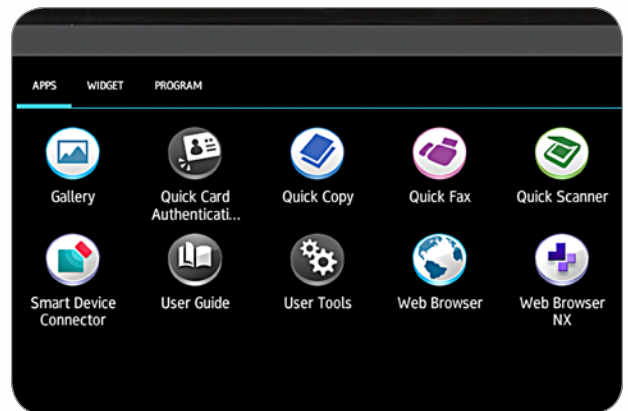 APPS WIDGET PROGRAM
Gallery
Quick Card
Authenticati...
Quick Copy
Quick Fax
Quick Scanner
Smart Device
Connector
User Guide
User Tools
Web Browser
Web Browser
NX